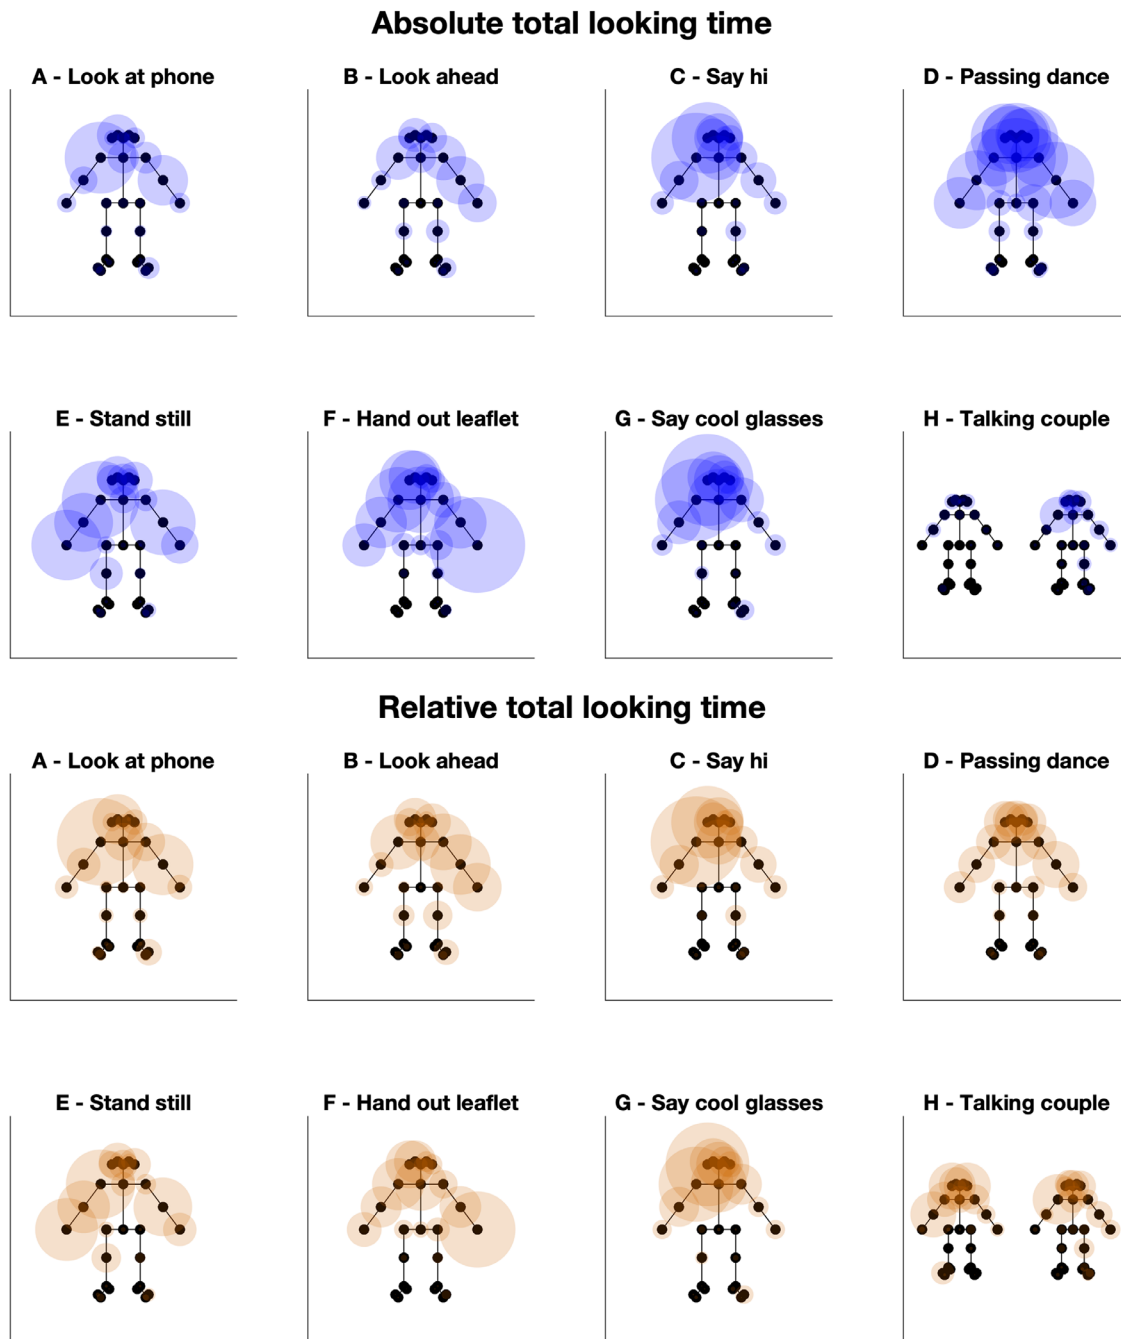 Absolute total looking time
A - Look at phone
B - Look ahead
C - Say hi
D - Passing dance
E - Stand still
F - Hand out leaflet
G - Say cool glasses
H - Talking couple
Relative total looking time
A - Look at phone
B - Look ahead
C - Say hi
D - Passing dance
E - Stand still
F - Hand out leaflet
G - Say cool glasses
H - Talking couple